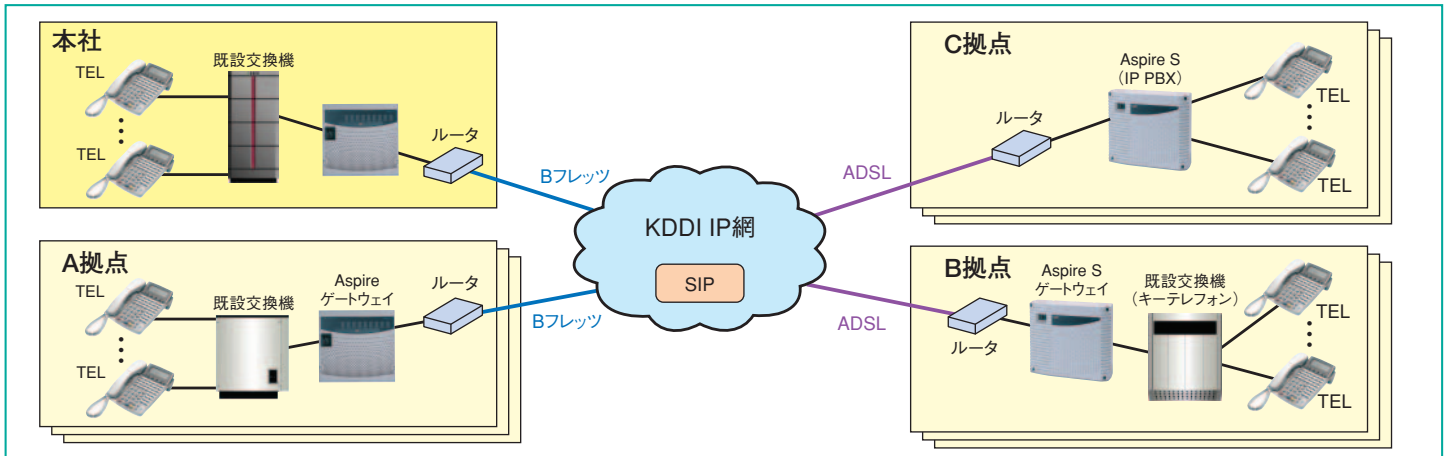 本社
TEL
既設交換機
TEL
ルータ
Bフレッツ
A拠点
TEL
既設交換機
TEL
Aspire
ゲートウェイ
ルータ
Bフレッツ
KDDI IP網
SIP
C拠点
Aspire S
(IP PBX)
ルータ
TEL
TEL
ADSL
B拠点
Aspire S
ゲートウェイ
既設交換機
(キーテレフォン)
ルータ
TEL
TEL
ADSL